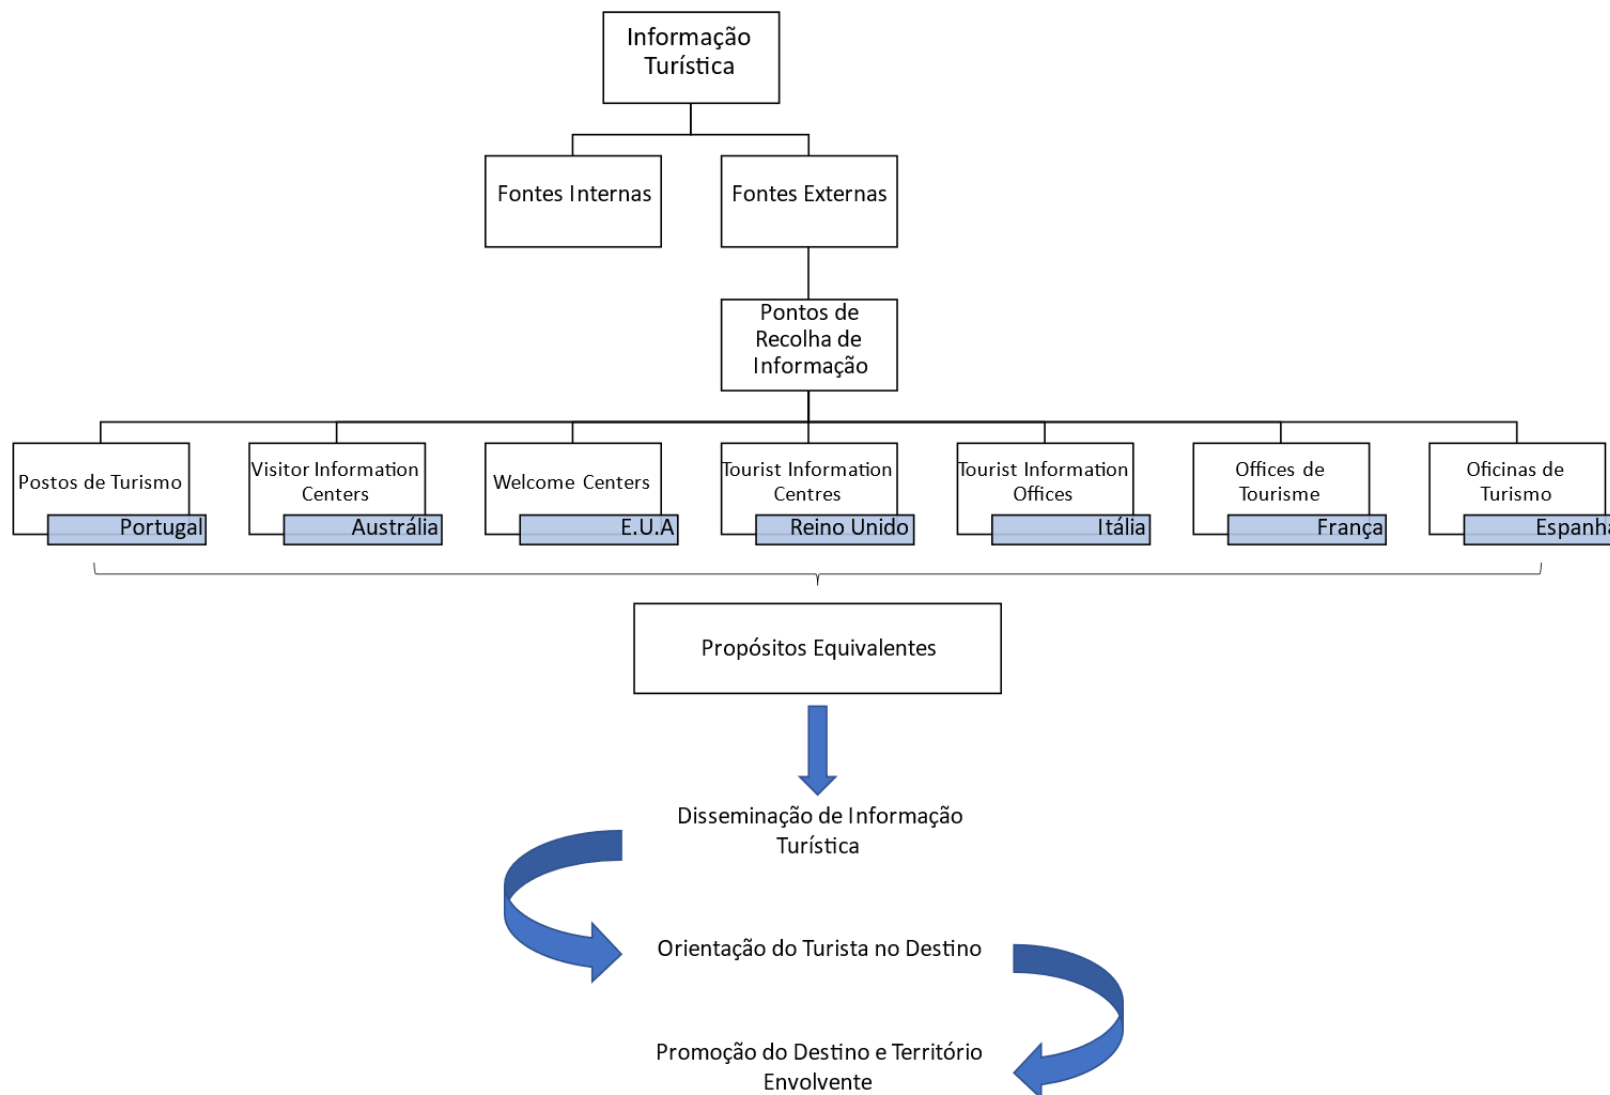 Informação
Turística
Fontes Internas
Fontes Externas
Pontos de
Recolha de
Informação
Postos de Turismo
Portugal
Visitor Information
Centers
Austrália
Welcome Centers
E.U.A
Tourist Information
Centres
Reino Unido
Tourist Information
Offices
Itália
Offices de
Tourisme
França
Oficinas de
Turismo
Espanha
Propósitos Equivalentes
Disseminação de Informação
Turística
Orientação do Turista no Destino
Promoção do Destino e Território
Envolvente